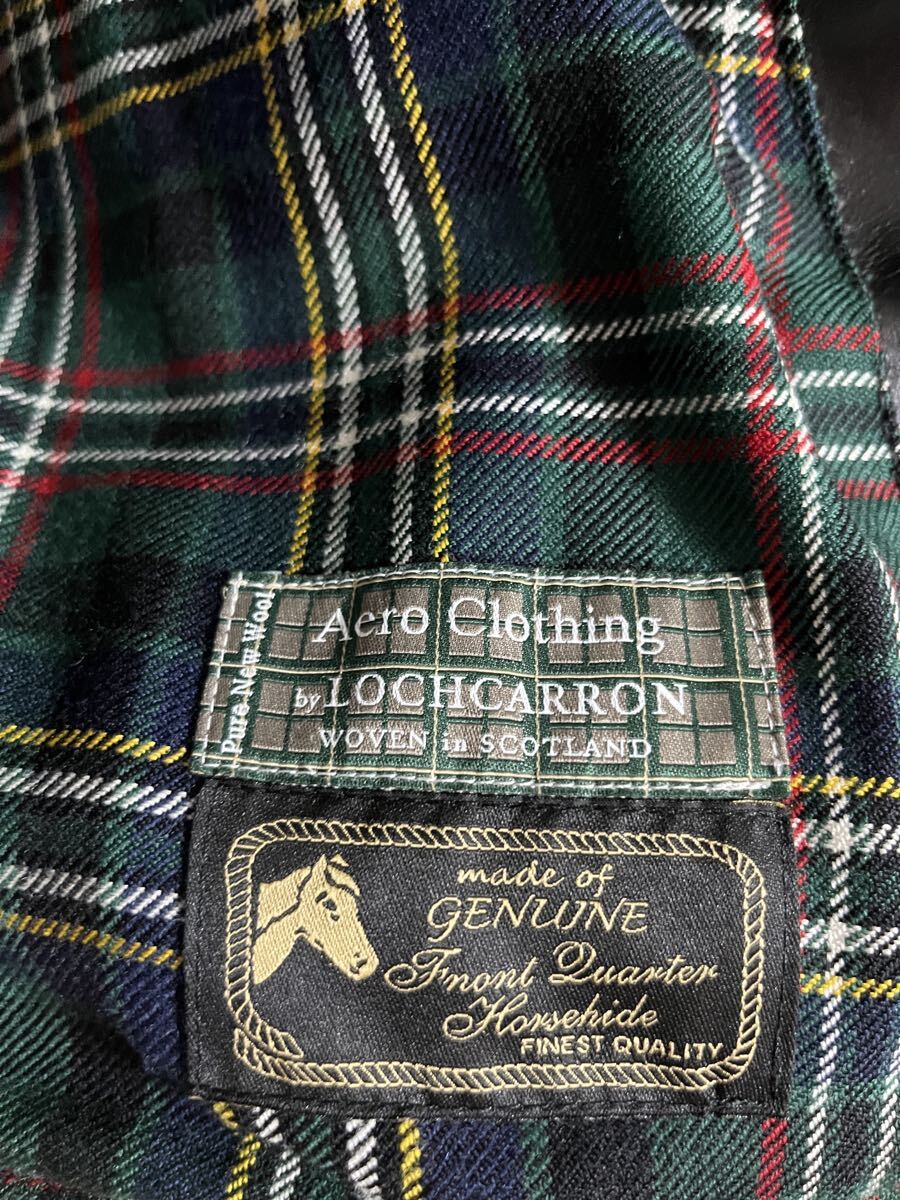 Pure New Wool
Aero Clothing
by LOCHCARRON
WOVEN in SCOTLAND
made of
GENUINE
Front Quarter
Horsehide
FINEST QUALITY